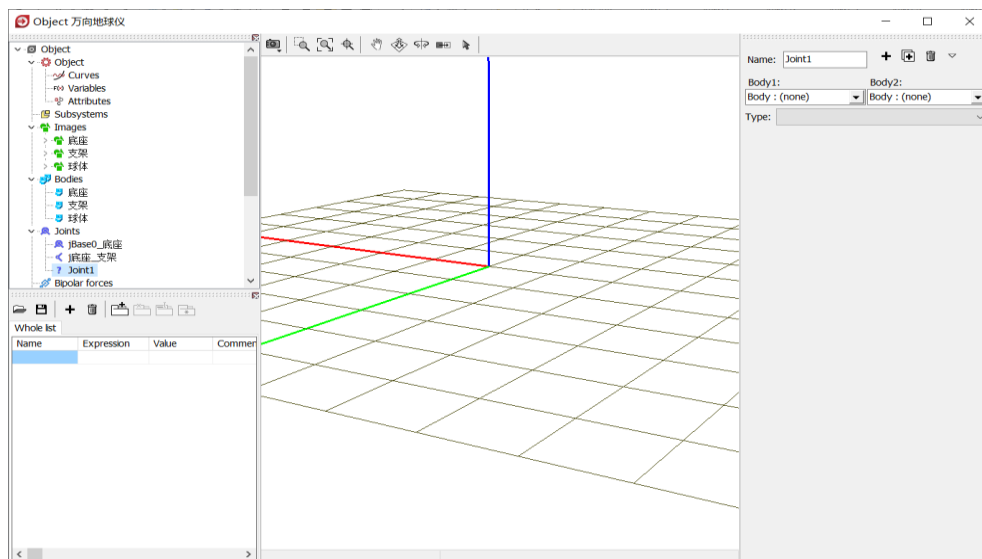 Object 万向地球仪
Object
Object
Curves
F(x) Variables
Attributes
Subsystems
Images
底座
支架
球体
Bodies
底座
支架
球体
Joints
jBase0_底座
j底座_支架
? Joint1
Bipolar forces
Whole list
Name Expression Value Commer
Name: Joint1
Body1: Body2:
Body : (none) Body : (none)
Type: